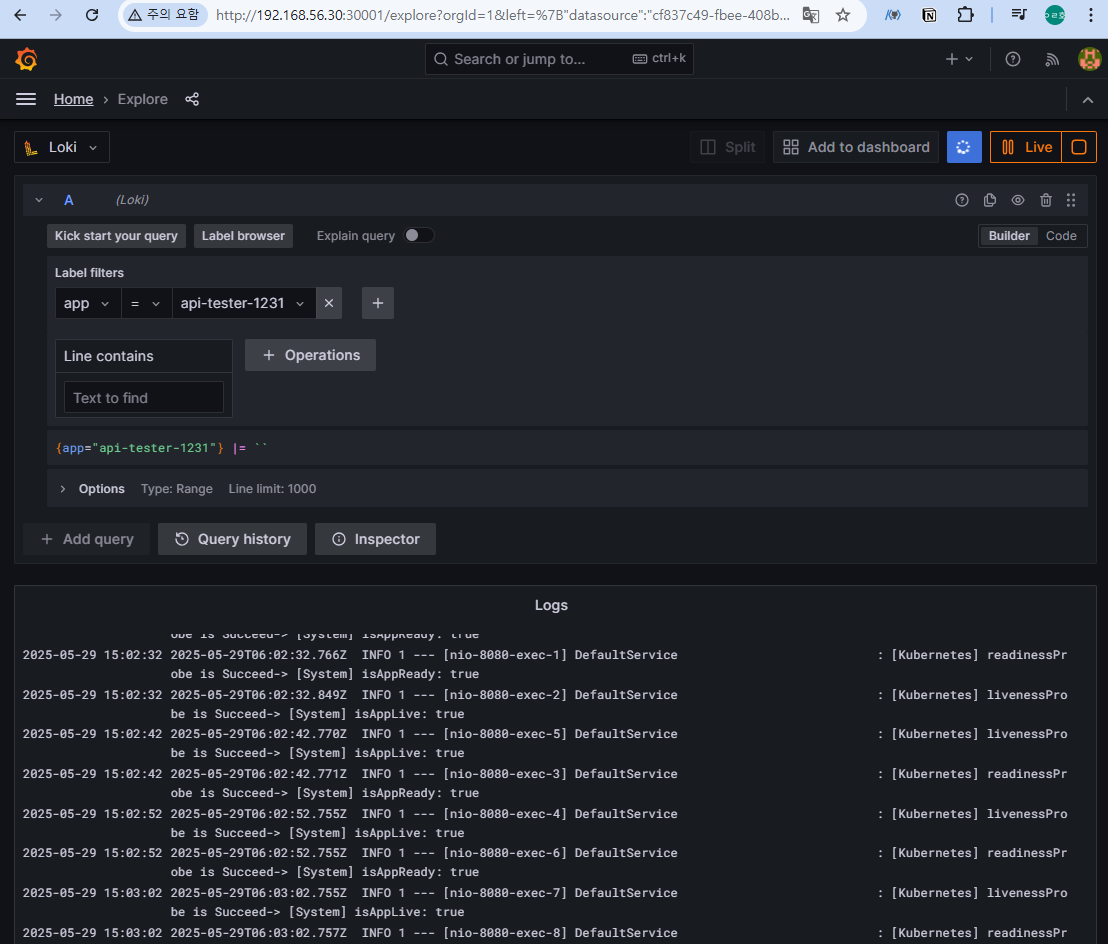 주의 요함 http://192.168.56.30:30001/explore?orgId=1&left=%7B"datasource":"cf837c49-fbee-408b...
Search or jump to... ctrl+k
Home › Explore
Loki Split Add to dashboard Live
A (Loki)
Kick start your query Label browser Explain query Builder Code
Label filters
app = api-tester-1231
Line contains + Operations
Text to find
{app="api-tester-1231"} |= ``
Options Type: Range Line limit: 1000
+ Add query Query history Inspector
Logs
obe is Succeed-> [System] isAppReady: true
2025-05-29 15:02:32 2025-05-29T06:02:32.766Z INFO 1 --- [nio-8080-exec-1] DefaultService : [Kubernetes] readinessPr
obe is Succeed-> [System] isAppReady: true
2025-05-29 15:02:32 2025-05-29T06:02:32.849Z INFO 1 --- [nio-8080-exec-2] DefaultService : [Kubernetes] livenessPro
be is Succeed-> [System] isAppLive: true
2025-05-29 15:02:42 2025-05-29T06:02:42.770Z INFO 1 --- [nio-8080-exec-5] DefaultService : [Kubernetes] livenessPro
be is Succeed-> [System] isAppLive: true
2025-05-29 15:02:42 2025-05-29T06:02:42.771Z INFO 1 --- [nio-8080-exec-3] DefaultService : [Kubernetes] readinessPr
obe is Succeed-> [System] isAppReady: true
2025-05-29 15:02:52 2025-05-29T06:02:52.755Z INFO 1 --- [nio-8080-exec-4] DefaultService : [Kubernetes] livenessPro
be is Succeed-> [System] isAppLive: true
2025-05-29 15:02:52 2025-05-29T06:02:52.755Z INFO 1 --- [nio-8080-exec-6] DefaultService : [Kubernetes] readinessPr
obe is Succeed-> [System] isAppReady: true
2025-05-29 15:03:02 2025-05-29T06:03:02.755Z INFO 1 --- [nio-8080-exec-7] DefaultService : [Kubernetes] livenessPro
be is Succeed-> [System] isAppLive: true
2025-05-29 15:03:02 2025-05-29T06:03:02.757Z INFO 1 --- [nio-8080-exec-8] DefaultService : [Kubernetes] readinessPr